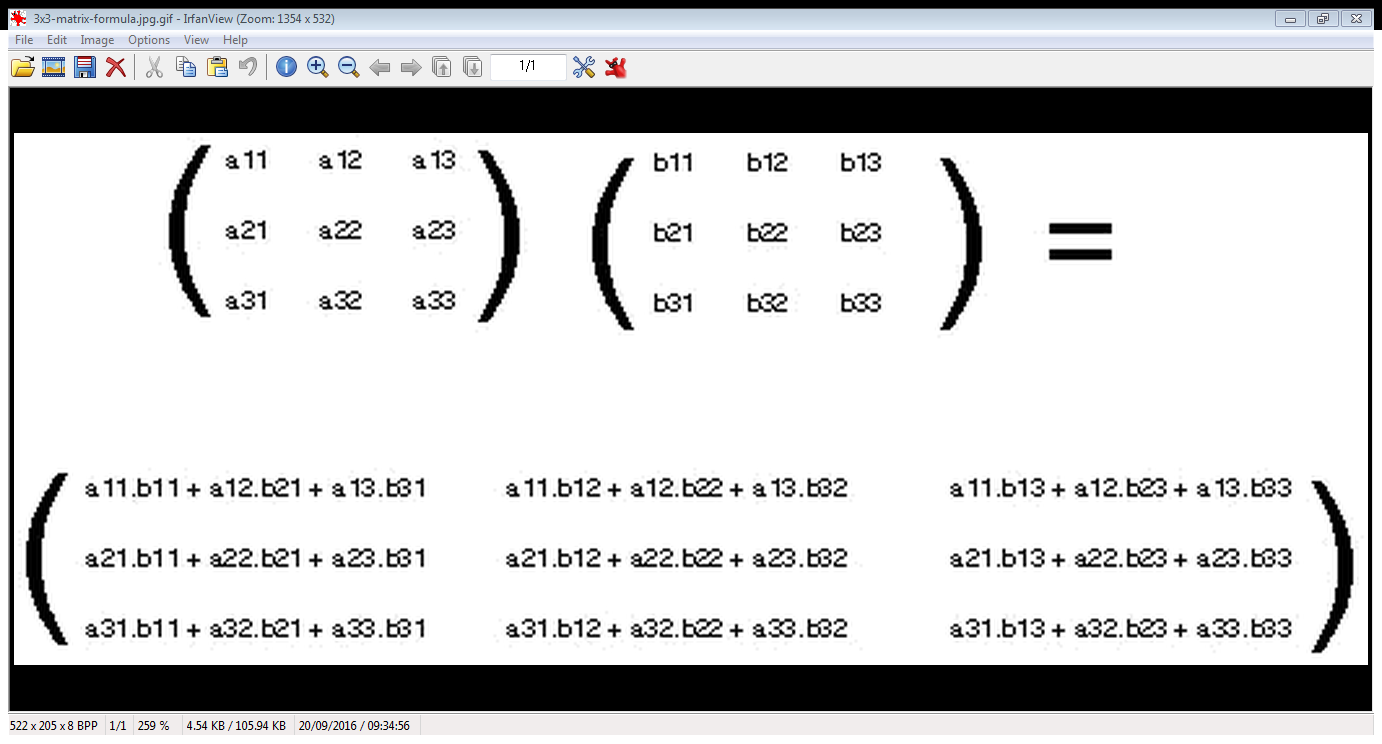 3x3-matrix-formula.jpg.gif - IrfanView (Zoom: 1354 x 532)
File Edit Image Options View Help
1/1
a11 a12 a13 b11 b12 b13
a21 a22 a23 b21 b22 b23 =
a31 a32 a33 b31 b32 b33
a11.b11 + a12.b21 + a13.b31 a11.b12 + a12.b22 + a13.b32 a11.b13 + a12.b23 + a13.b33
a21.b11 + a22.b21 + a23.b31 a21.b12 + a22.b22 + a23.b32 a21.b13 + a22.b23 + a23.b33
a31.b11 + a32.b21 + a33.b31 a31.b12 + a32.b22 + a33.b32 a31.b13 + a32.b23 + a33.b33
522 x 205 x 8 BPP 1/1 259 % 4.54 KB / 105.94 KB 20/09/2016 / 09:34:56